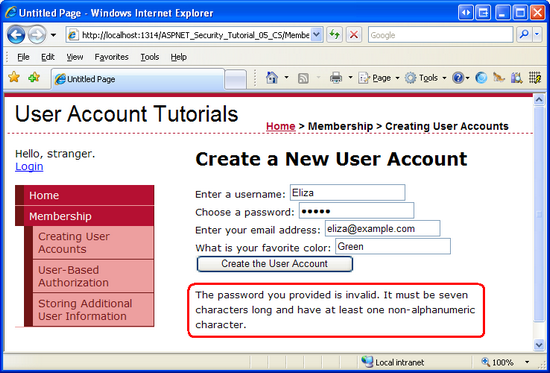 Untitled Page - Windows Internet Explorer
http://localhost:1314/ASPNET_Security_Tutorial_05_CS/Membe
Google
File Edit View Favorites Tools Help
Untitled Page
Page Tools
User Account Tutorials
Home > Membership > Creating User Accounts
Hello, stranger.
Login
Home
Membership
Creating User
Accounts
User-Based
Authorization
Storing Additional
User Information
Create a New User Account
Enter a username: Eliza
Choose a password: •••••
Enter your email address: eliza@example.com
What is your favorite color: Green
Create the User Account
The password you provided is invalid. It must be seven
characters long and have at least one non-alphanumeric
character.
Local intranet
100%